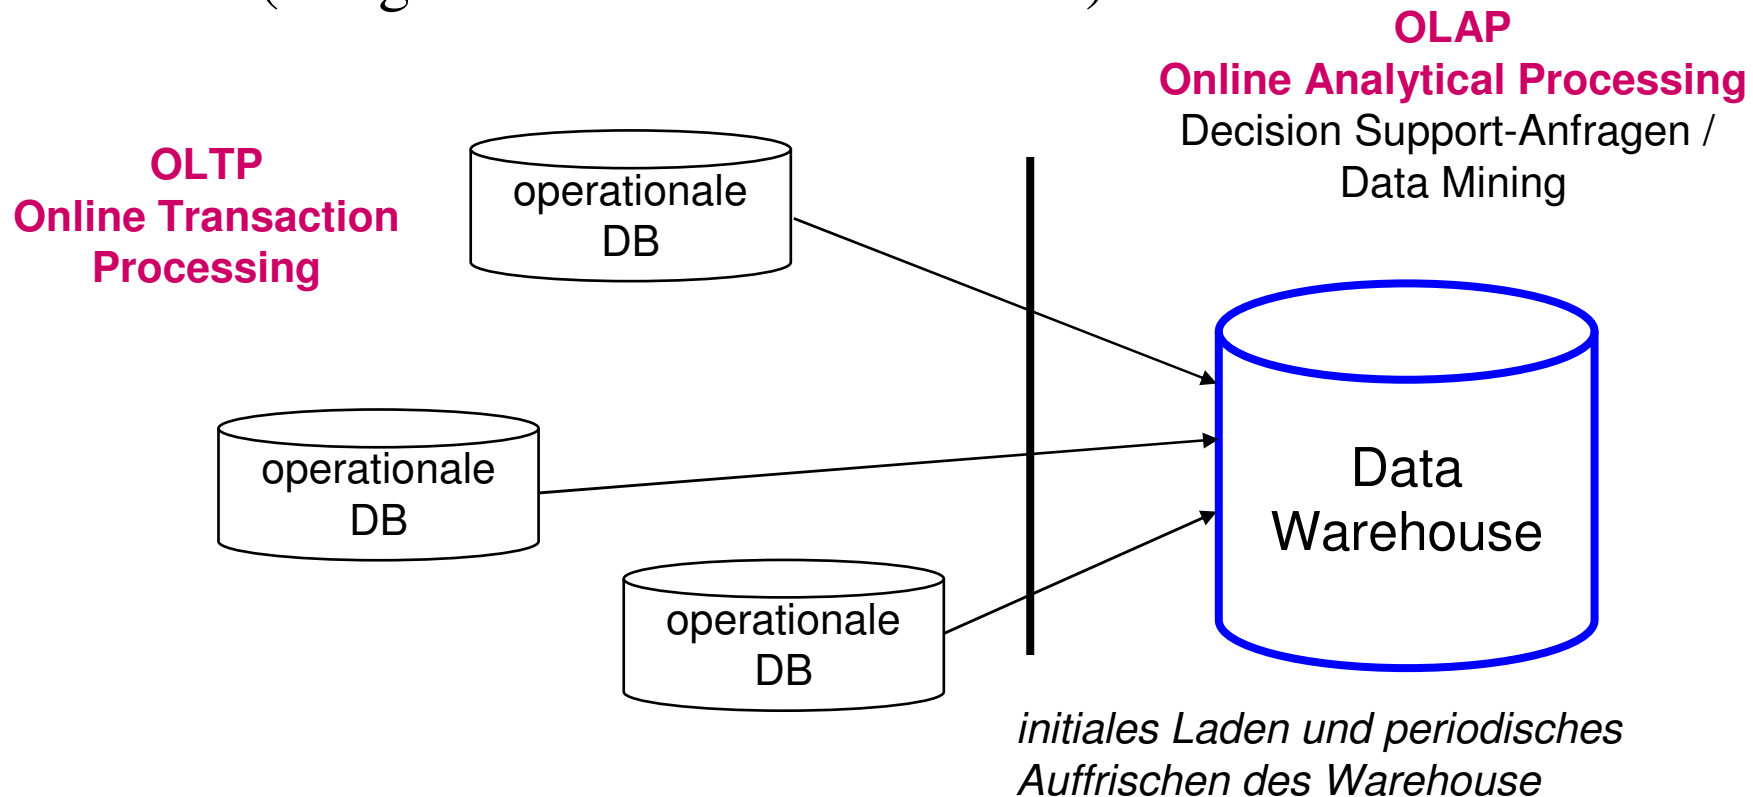 OLAP
Online Analytical Processing
Decision Support-Anfragen /
Data Mining
OLTP
Online Transaction
Processing
operationale
DB
operationale
DB
operationale
DB
Data
Warehouse
initiales Laden und periodisches
Auffrischen des Warehouse